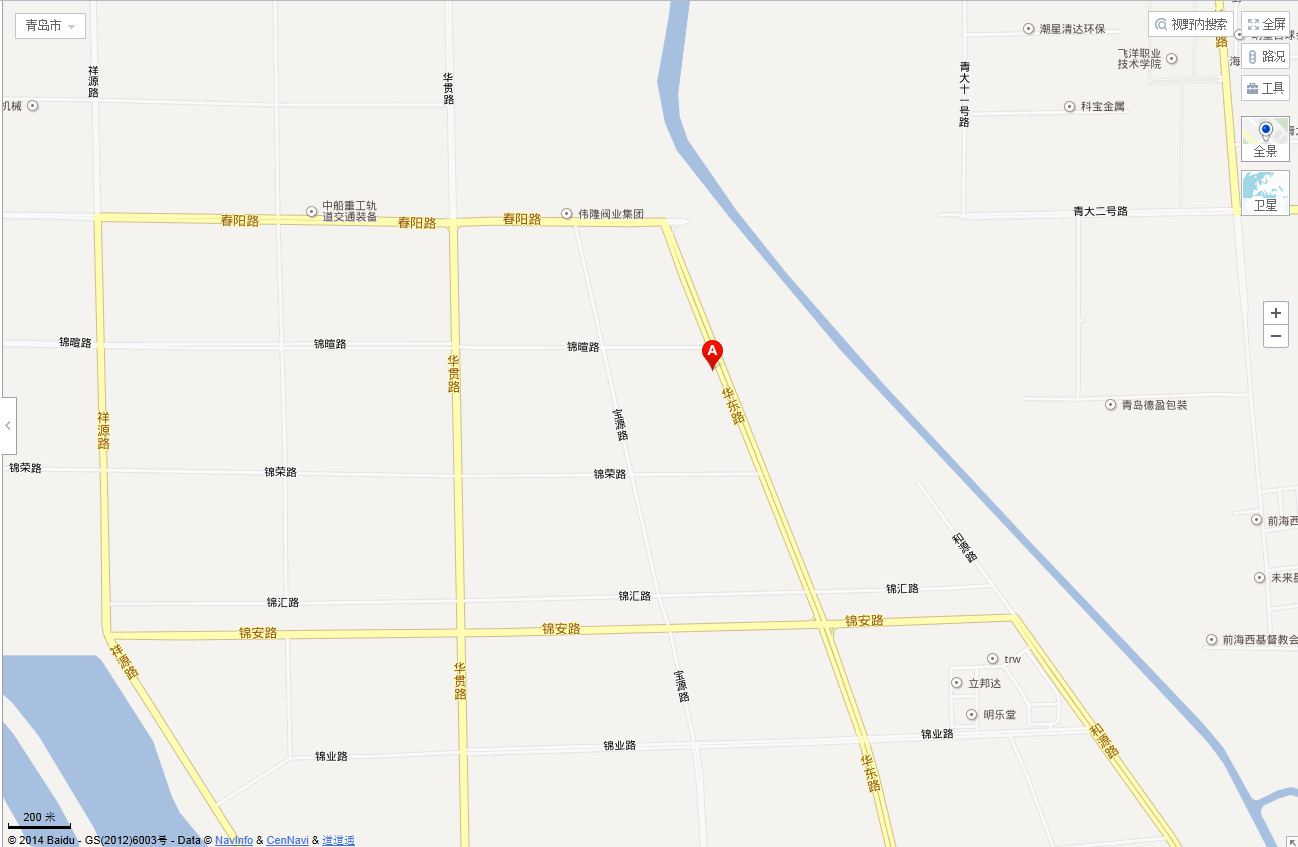 青岛市
视野内搜索
全屏
潮星清达环保
飞洋职业
技术学院
路况
海
路
祥源路
华贯路
青大十一号路
机械
科宝金属
工具
全景
中船重工轨
道交通装备
春阳路
春阳路
春阳路
伟隆阀业集团
青大二号路
卫星
锦暄路
锦暄路
锦暄路
A
+
−
华贯路
华东路
祥源路
宝源路
青岛德盈包装
锦荣路
锦荣路
锦荣路
前海西
和源路
未来星
锦汇路
锦汇路
锦汇路
锦安路
锦安路
锦安路
前海西基督教会
祥源路
华贯路
宝源路
trw
立邦达
明乐堂
锦业路
锦业路
锦业路
和源路
华东路
200 米
© 2014 Baidu - GS(2012)6003号 - Data © NavInfo & CenNavi & 道道通